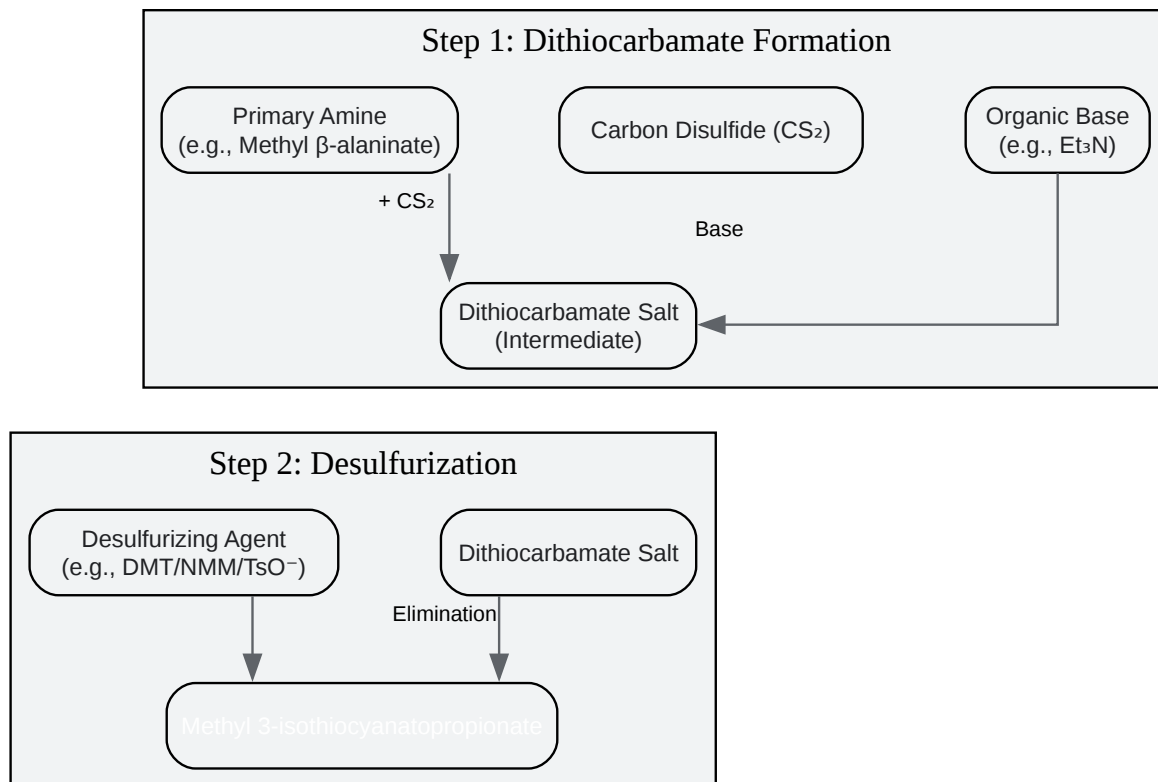 Step 1: Dithiocarbamate Formation
Primary Amine
(e.g., Methyl β-alaninate)
Carbon Disulfide (CS₂)
Organic Base
(e.g., Et₃N)
+ CS₂
Base
Dithiocarbamate Salt
(Intermediate)
Step 2: Desulfurization
Desulfurizing Agent
(e.g., DMT/NMM/TsO⁻)
Dithiocarbamate Salt
Elimination
Methyl 3-isothiocyanatopropionate